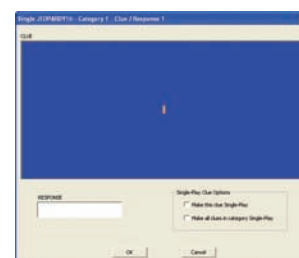 Single JEOPARDY!® - Category 1 - Clue / Response 1
CLUE
RESPONSE
Single-Play Clue Options
Make this clue Single-Play
Make all clues in category Single-Play
OK
Cancel